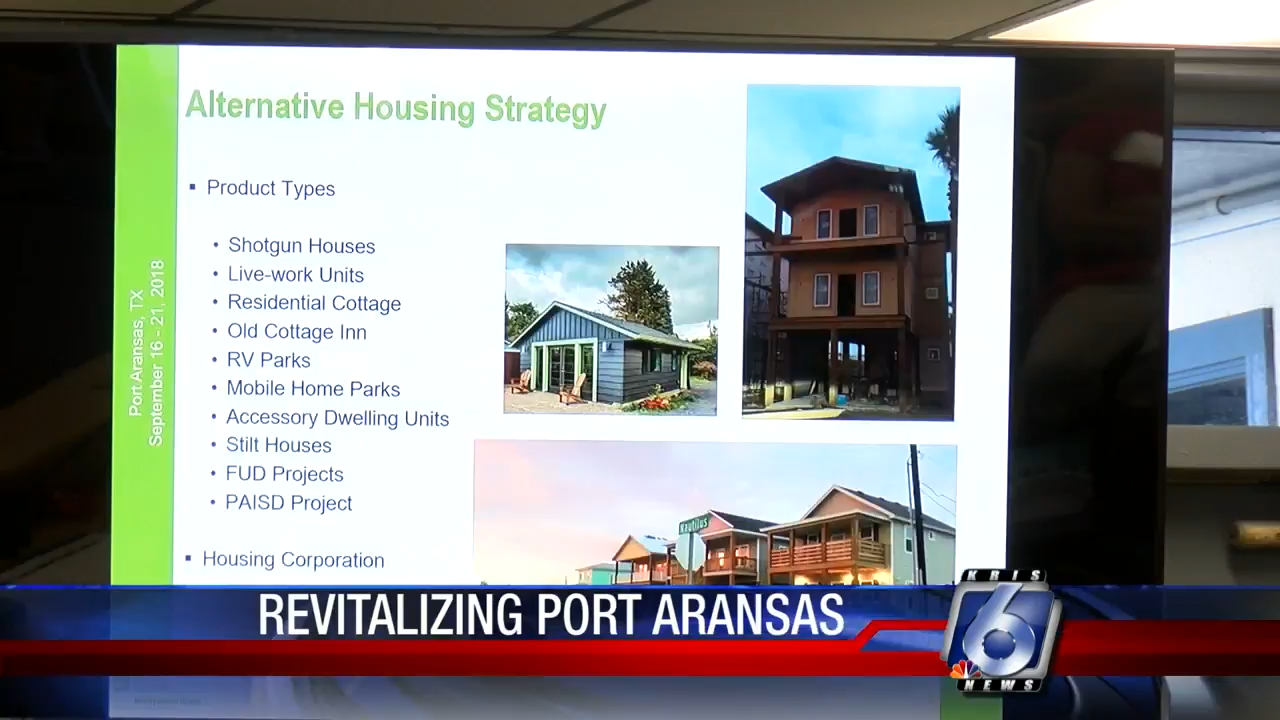 Alternative Housing Strategy
▪ Product Types
• Shotgun Houses
• Live-work Units
• Residential Cottage
• Old Cottage Inn
• RV Parks
• Mobile Home Parks
• Accessory Dwelling Units
• Stilt Houses
• FUD Projects
• PAISD Project
▪ Housing Corporation
Port Aransas, TX
September 16 - 21, 2018
Nautilus
REVITALIZING PORT ARANSAS
KRIS
6
NEWS